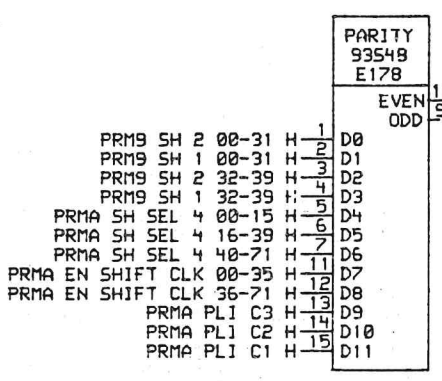 PARITY
93S48
E178
EVEN
ODD 9
PRM9 SH 2 00-31 H 1 D0
PRM9 SH 1 00-31 H 2 D1
PRM9 SH 2 32-39 H 3 D2
PRM9 SH 1 32-39 H 4 D3
PRMA SH SEL 4 00-15 H 5 D4
PRMA SH SEL 4 16-39 H 6 D5
PRMA SH SEL 4 40-71 H 7 D6
PRMA EN SHIFT CLK 00-35 H 11 D7
PRMA EN SHIFT CLK 36-71 H 12 D8
PRMA PLI C3 H 13 D9
PRMA PLI C2 H 14 D10
PRMA PLI C1 H 15 D11